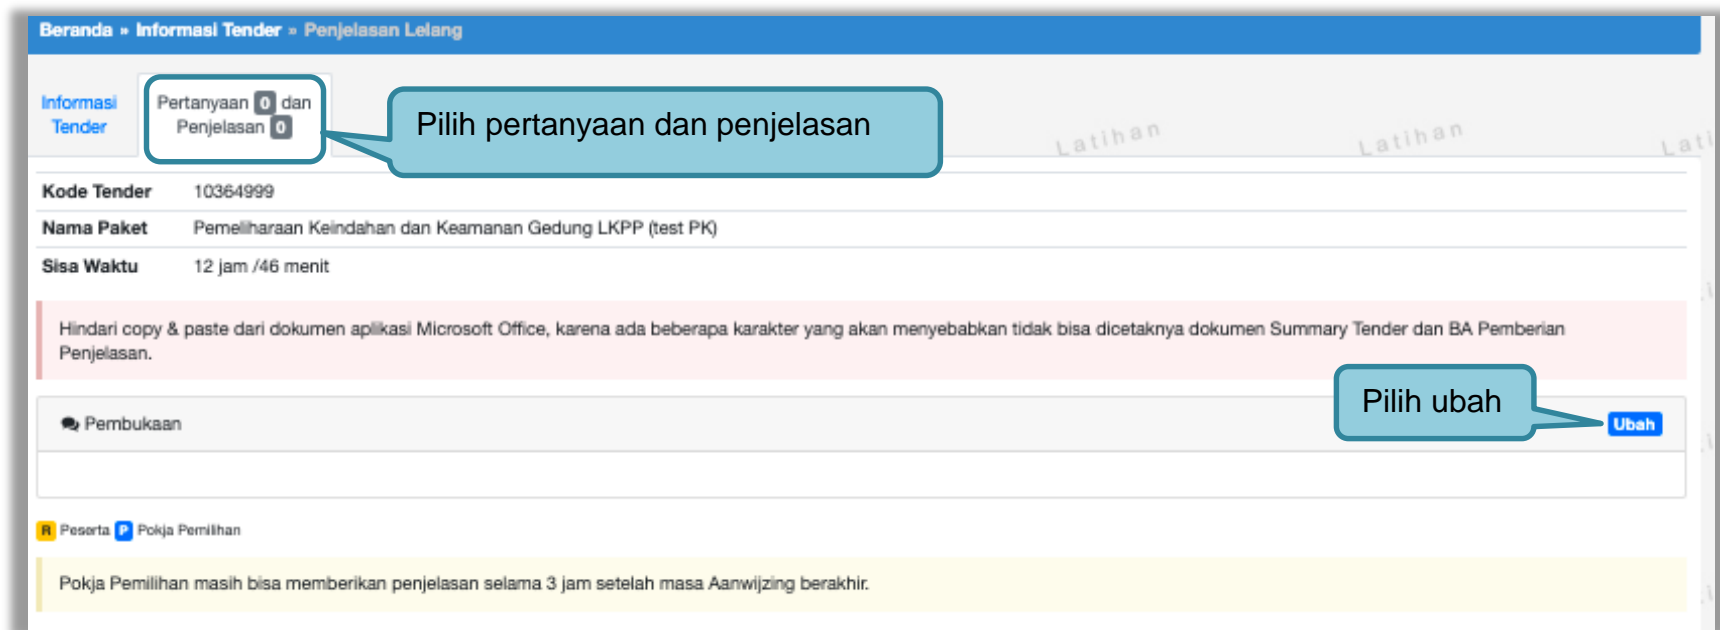 Beranda » Informasi Tender » Penjelasan Lelang
Informasi
Tender
Pertanyaan 0 dan
Penjelasan 0
Pilih pertanyaan dan penjelasan
Latihan
Latihan
Lati
Kode Tender 10364999
Nama Paket Pemeliharaan Keindahan dan Keamanan Gedung LKPP (test PK)
Sisa Waktu 12 jam /46 menit
Hindari copy & paste dari dokumen aplikasi Microsoft Office, karena ada beberapa karakter yang akan menyebabkan tidak bisa dicetaknya dokumen Summary Tender dan BA Pemberian
Penjelasan.
Pilih ubah
Pembukaan
Ubah
R Peserta P Pokja Pemilihan
Pokja Pemilihan masih bisa memberikan penjelasan selama 3 jam setelah masa Aanwijzing berakhir.